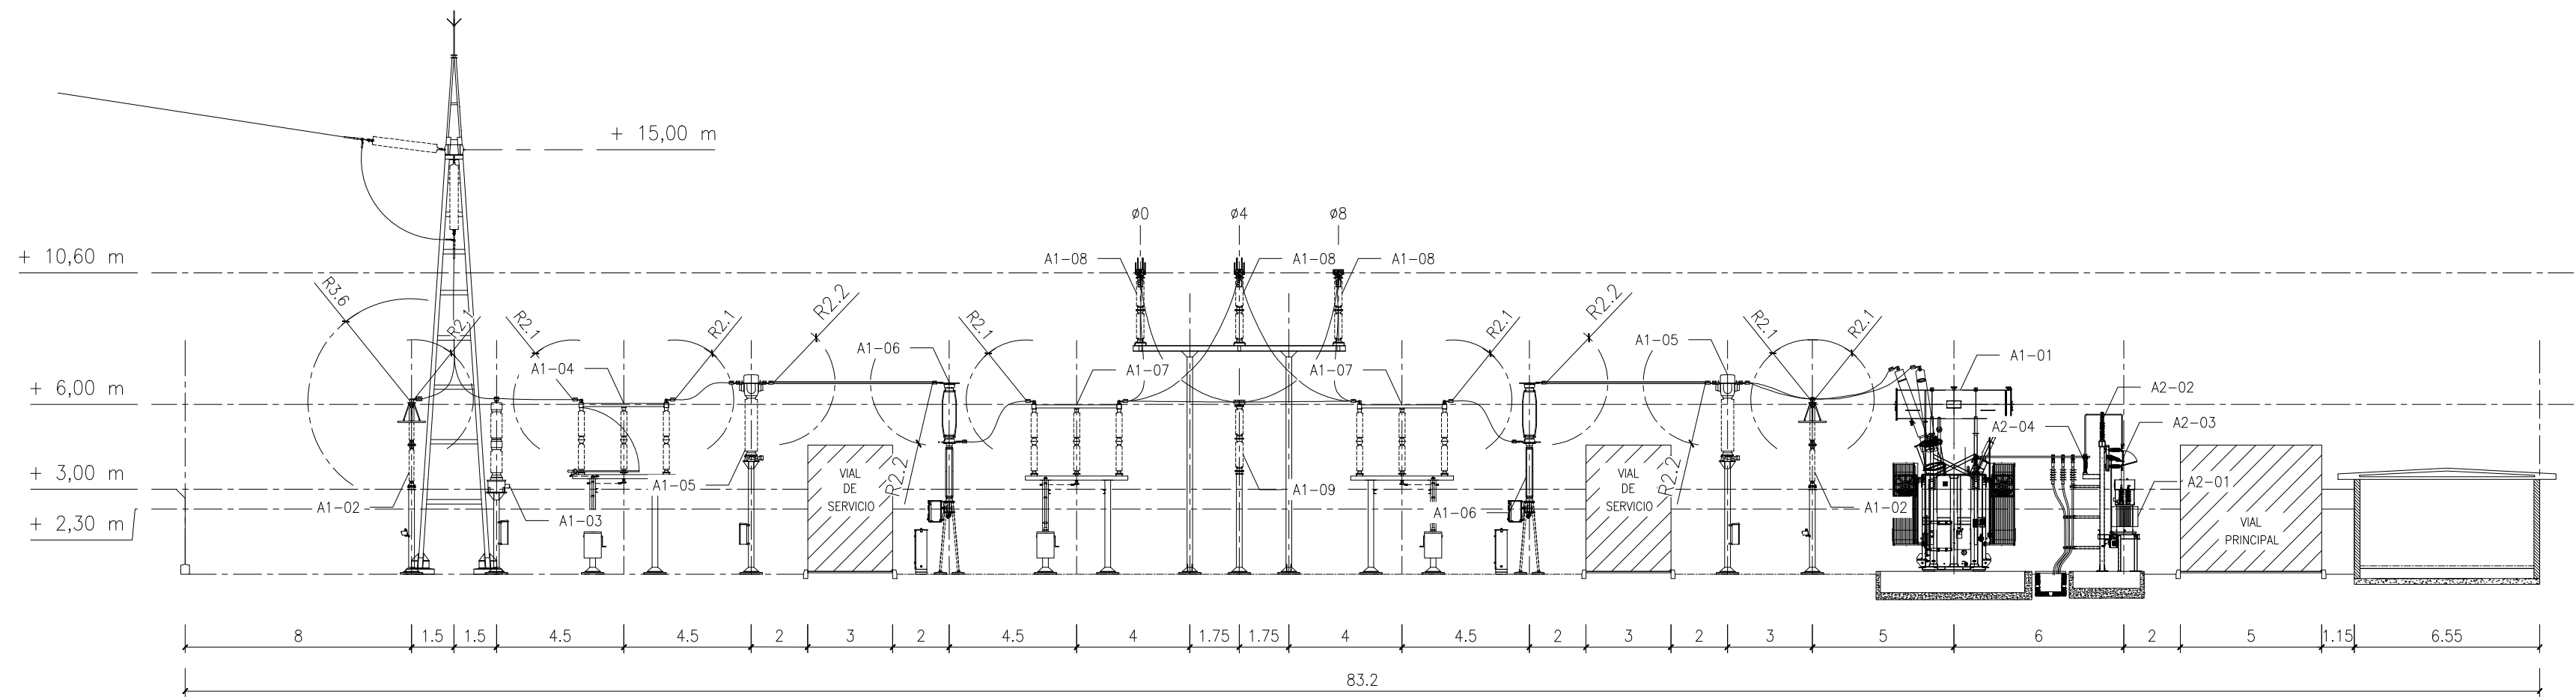 + 15,00 m
ø0 ø4 ø8
+ 10,60 m
A1-08 A1-08 A1-08
R3.6 R2.1 R2.1 R2.1 R2.2 R2.1 R2.1 R2.2 R2.1 R2.1
A1-06 A1-05 A1-01
A1-04 A1-07 A1-07
+ 6,00 m
A2-02
A2-04 A2-03
+ 3,00 m
A1-05 R2.2 R2.2
VIAL
DE
SERVICIO
VIAL
DE
SERVICIO
A1-09 A2-01
A1-02 A1-03 A1-06 A1-02
+ 2,30 m
VIAL
PRINCIPAL
8 1.5 1.5 4.5 4.5 2 3 2 4.5 4 1.75 1.75 4 4.5 2 3 2 3 5 6 2 5 1.15 6.55
83.2